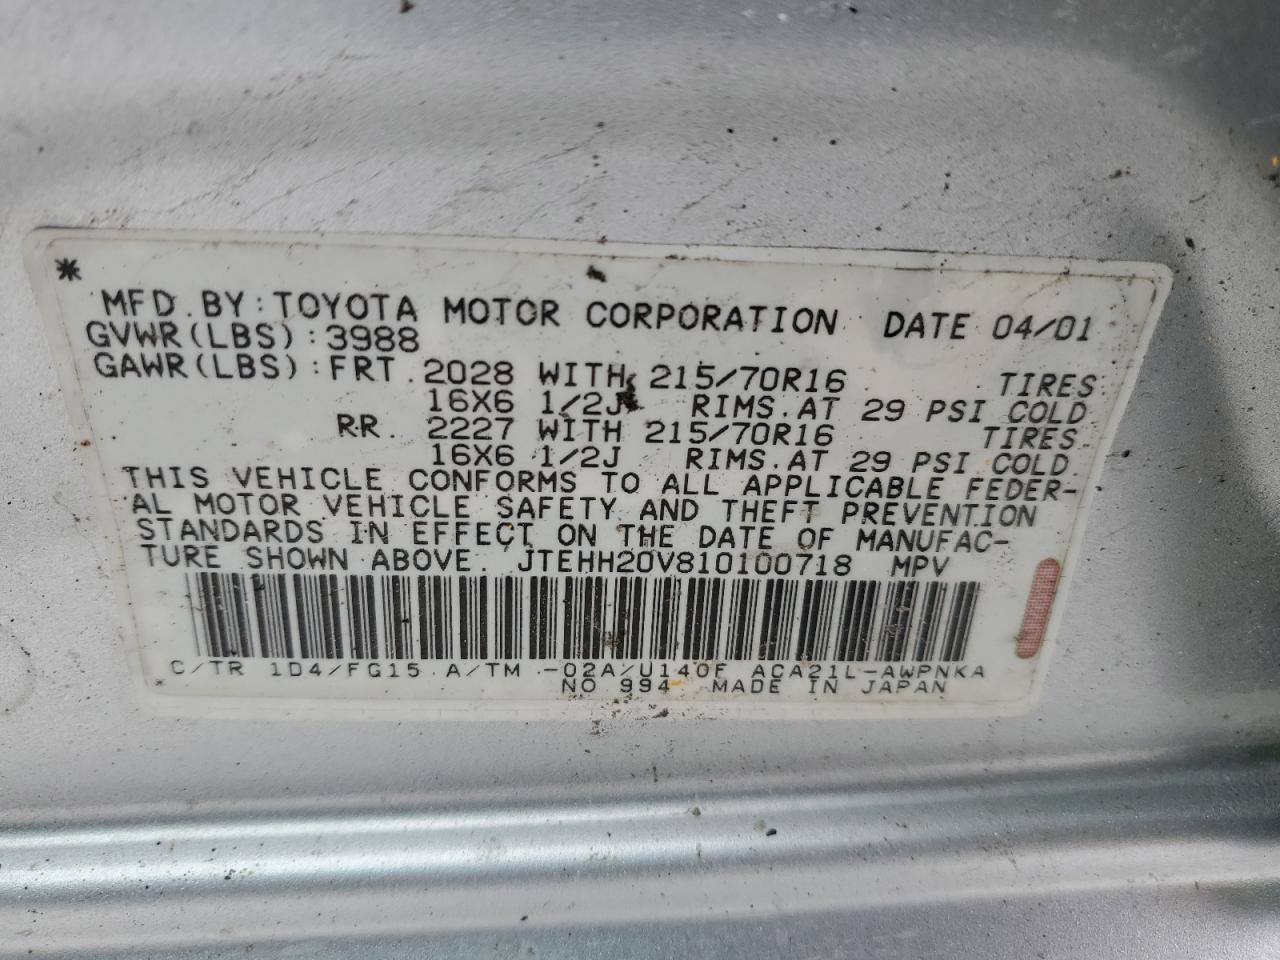 *
MFD. BY: TOYOTA MOTOR CORPORATION DATE 04/01
GVWR(LBS): 3988
GAWR(LBS): FRT. 2028 WITH 215/70R16 TIRES
16X6 1/2J RIMS. AT 29 PSI COLD
RR. 2227 WITH 215/70R16 TIRES.
16X6 1/2J RIMS. AT 29 PSI COLD.
THIS VEHICLE CONFORMS TO ALL APPLICABLE FEDER-
AL MOTOR VEHICLE SAFETY AND THEFT PREVENTION
STANDARDS IN EFFECT ON THE DATE OF MANUFAC-
TURE SHOWN ABOVE. JTEHH20V810100718 MPV
C/TR 1D4/FG15 A/TM -02A/U140F ACA21L-AWPNKA
* NO 994 MADE IN JAPAN